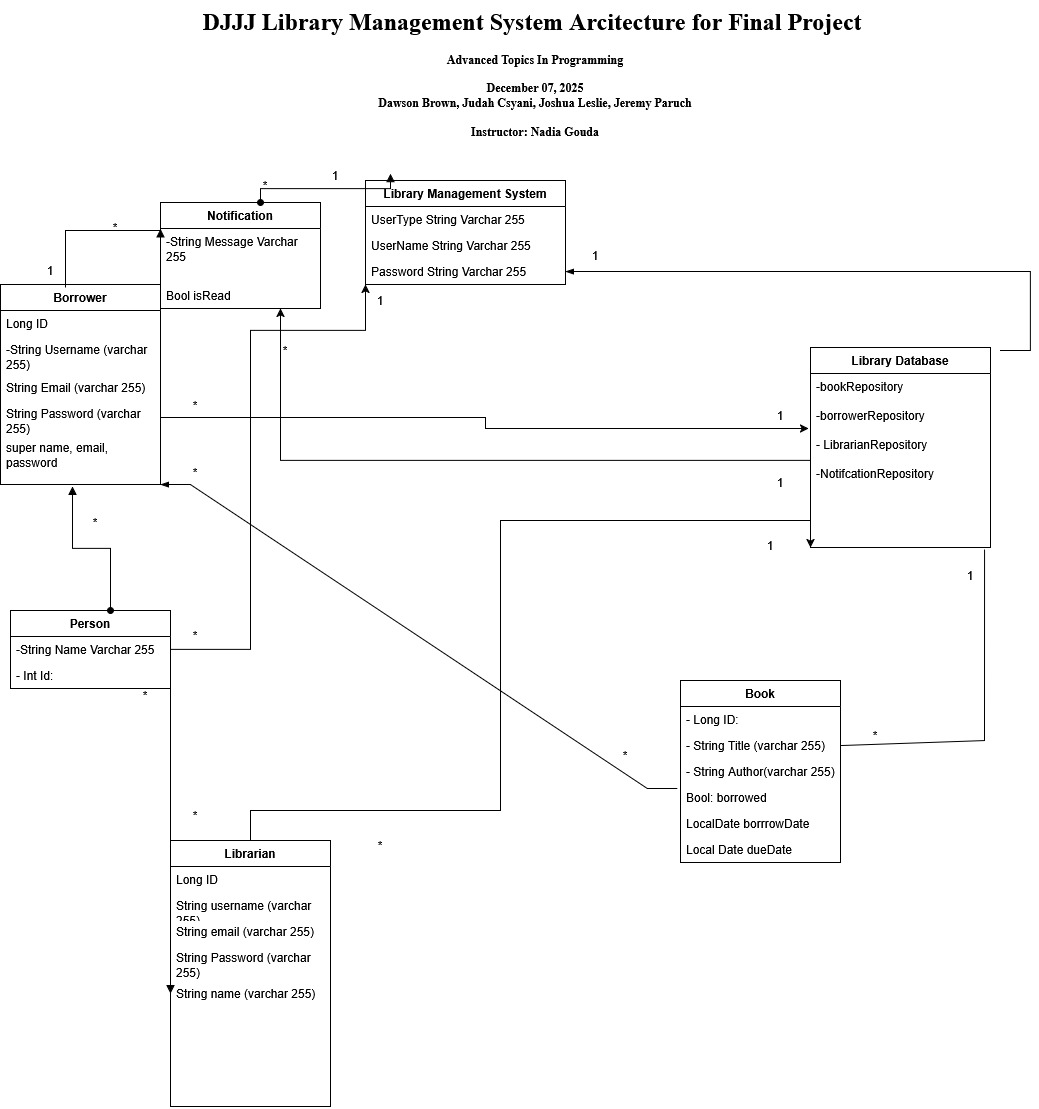 DJJJ Library Management System Arcitecture for Final Project
Advanced Topics In Programming
December 07, 2025
Dawson Brown, Judah Csyani, Joshua Leslie, Jeremy Paruch
Instructor: Nadia Gouda
*
1
Library Management System
UserType String Varchar 255
UserName String Varchar 255
Password String Varchar 255
1
1
Notification
-String Message Varchar
255
Bool isRead
*
*
1
Borrower
Long ID
-String Username (varchar
255)
String Email (varchar 255)
String Password (varchar
255)
super name, email,
password
*
1
*
1
Library Database
-bookRepository
-borrowerRepository
- LibrarianRepository
-NotifcationRepository
1
1
*
Person
-String Name Varchar 255
- Int Id:
*
*
Book
- Long ID:
- String Title (varchar 255)
- String Author(varchar 255)
Bool: borrowed
LocalDate borrrowDate
Local Date dueDate
*
*
*
*
Librarian
Long ID
String username (varchar
255)
String email (varchar 255)
String Password (varchar
255)
String name (varchar 255)